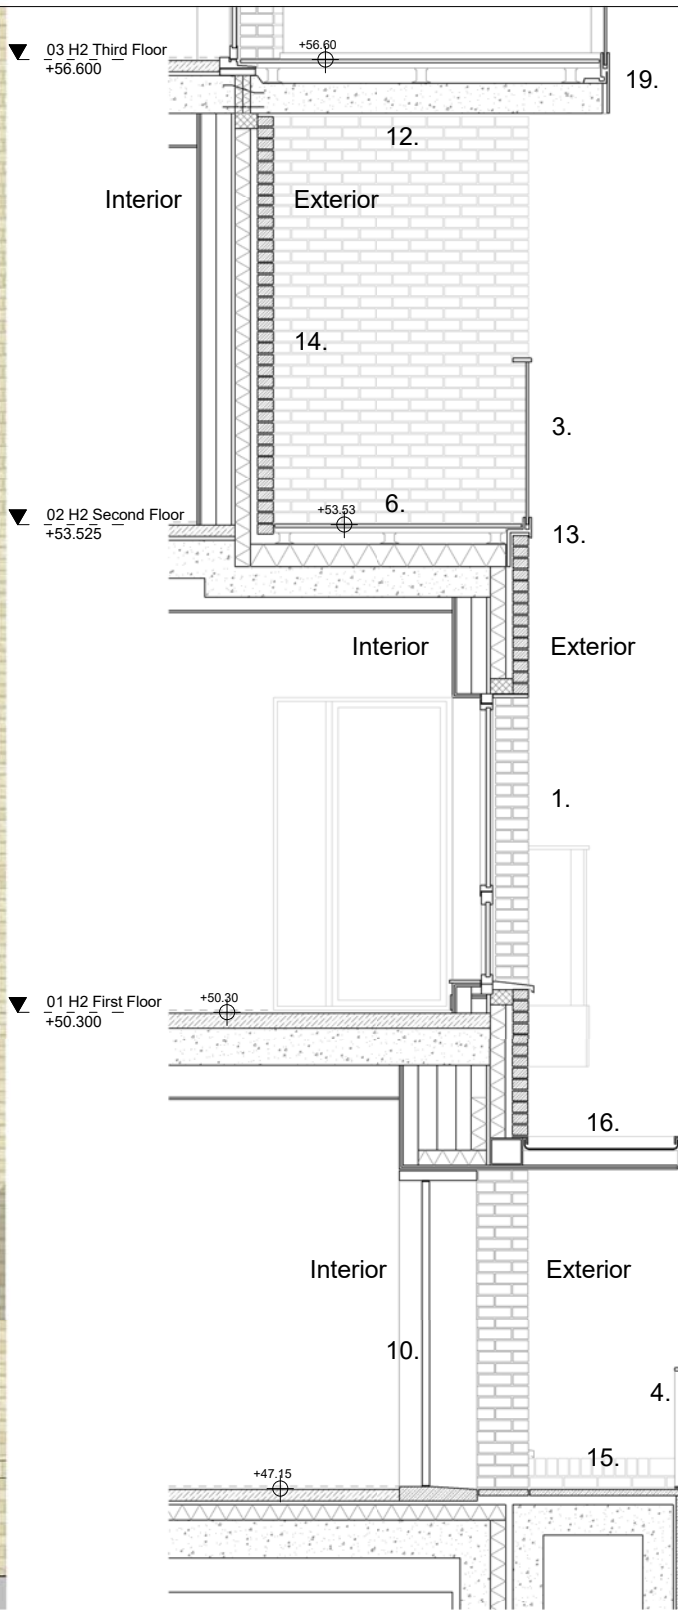 03 H2 Third Floor
+56.600
+56.60
19.
12.
Interior
Exterior
14.
3.
6.
+53.53
02 H2 Second Floor
+53.525
13.
Interior
Exterior
1.
01 H2 First Floor
+50.300
+50.30
16.
Interior
Exterior
10.
4.
15.
+47.15